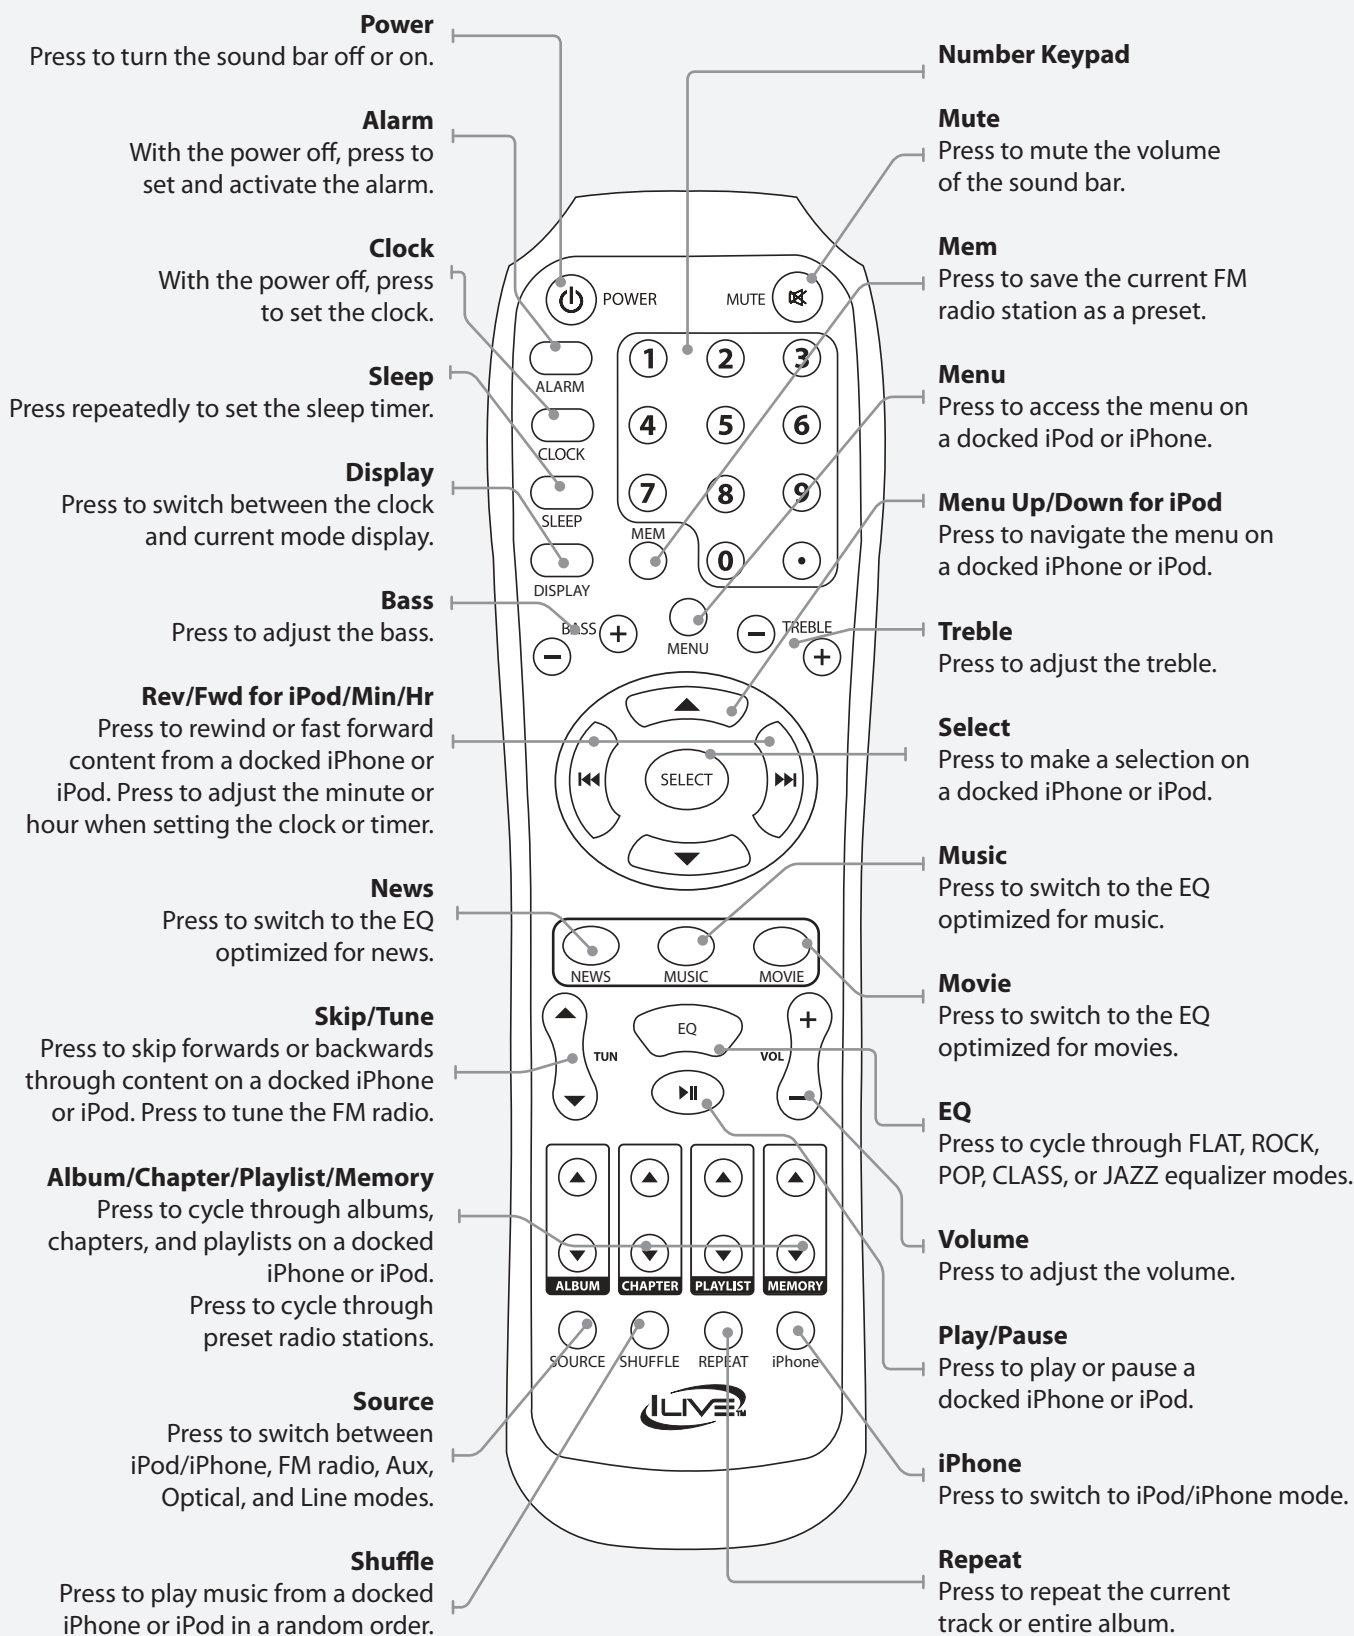 Power
Press to turn the sound bar off or on.
Alarm
With the power off, press to
set and activate the alarm.
Clock
With the power off, press
to set the clock.
Sleep
Press repeatedly to set the sleep timer.
Display
Press to switch between the clock
and current mode display.
Bass
Press to adjust the bass.
Rev/Fwd for iPod/Min/Hr
Press to rewind or fast forward
content from a docked iPhone or
iPod. Press to adjust the minute or
hour when setting the clock or timer.
News
Press to switch to the EQ
optimized for news.
Skip/Tune
Press to skip forwards or backwards
through content on a docked iPhone
or iPod. Press to tune the FM radio.
Album/Chapter/Playlist/Memory
Press to cycle through albums,
chapters, and playlists on a docked
iPhone or iPod.
Press to cycle through
preset radio stations.
Source
Press to switch between
iPod/iPhone, FM radio, Aux,
Optical, and Line modes.
Shuffle
Press to play music from a docked
iPhone or iPod in a random order.
POWER MUTE
1 2 3
ALARM
4 5 6
CLOCK
7 8 9
SLEEP
MEM
0 .
DISPLAY
BASS + − TREBLE
MENU
− +
SELECT
NEWS MUSIC MOVIE
EQ +
TUN VOL
−
ALBUM CHAPTER PLAYLIST MEMORY
SOURCE SHUFFLE REPEAT iPhone
iLIVE™
Number Keypad
Mute
Press to mute the volume
of the sound bar.
Mem
Press to save the current FM
radio station as a preset.
Menu
Press to access the menu on
a docked iPod or iPhone.
Menu Up/Down for iPod
Press to navigate the menu on
a docked iPhone or iPod.
Treble
Press to adjust the treble.
Select
Press to make a selection on
a docked iPhone or iPod.
Music
Press to switch to the EQ
optimized for music.
Movie
Press to switch to the EQ
optimized for movies.
EQ
Press to cycle through FLAT, ROCK,
POP, CLASS, or JAZZ equalizer modes.
Volume
Press to adjust the volume.
Play/Pause
Press to play or pause a
docked iPhone or iPod.
iPhone
Press to switch to iPod/iPhone mode.
Repeat
Press to repeat the current
track or entire album.